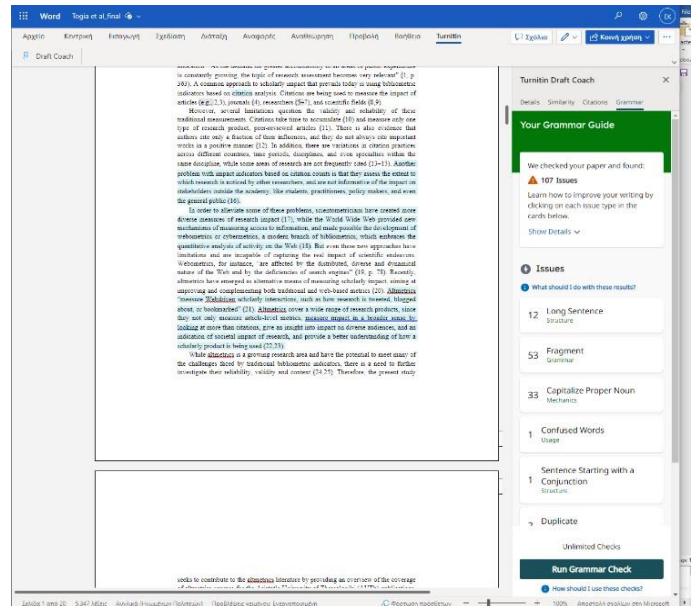 Word Togia et al_final
Αρχείο Κεντρική Εισαγωγή Σχεδίαση Διάταξη Αναφορές Αναθεώρηση Προβολή Βοήθεια Turnitin
Σχόλια Κοινή χρήση
Draft Coach
is constantly growing, the topic of research assessment becomes very relevant" (1, p.
363). A common approach to scholarly impact that prevails today is using bibliometric
indicators based on citation analysis. Citations are being used to measure the impact of
articles (e.g., 2,3), journals (4), researchers (5–7), and scientific fields (8,9).
However, several limitations question the validity and reliability of these
traditional measurements. Citations take time to accumulate (10) and measure only one
type of research product, peer-reviewed articles (11). There is also evidence that
authors cite only a fraction of their influences, and they do not always cite important
works in a positive manner (12). In addition, there are variations in citation practices
across different countries, time periods, disciplines, and even specialties within the
same discipline, while some areas of research are not frequently cited (13–15). Another
problem with impact indicators based on citation counts is that they assess the extent to
which research is noticed by other researchers, and are not informative of the impact on
stakeholders outside the academy, like students, practitioners, policy makers, and even
the general public (16).
In order to alleviate some of these problems, scientometricians have created more
diverse measures of research impact (17), while the World Wide Web provided new
mechanisms of measuring access to information, and made possible the development of
webometrics or cybermetrics, a modern branch of bibliometrics, which embraces the
quantitative analysis of activity on the Web (18). But even these new approaches have
limitations and are incapable of capturing the real impact of scientific endeavors.
Webometrics, for instance, "are affected by the distributed, diverse and dynamical
nature of the Web and by the deficiencies of search engines" (19, p. 78). Recently,
altmetrics have emerged as alternative means of measuring scholarly impact, aiming at
improving and complementing both traditional and web-based metrics (20). Altmetrics
"measure Webdriven scholarly interactions, such as how research is tweeted, blogged
about, or bookmarked" (21). Altmetrics cover a wide range of research products, since
they not only measure article-level metrics, measure impact in a broader sense by
looking at more than citations, give an insight into impact on diverse audiences, and an
indication of societal impact of research, and provide a better understanding of how a
scholarly product is being used (22,23).
While altmetrics is a growing research area and have the potential to meet many of
the challenges faced by traditional bibliometric indicators, there is a need to further
investigate their reliability, validity and context (24,25). Therefore, the present study
seeks to contribute to the altmetrics literature by providing an overview of the coverage
Turnitin Draft Coach
Details Similarity Citations Grammar
Your Grammar Guide
We checked your paper and found:
107 Issues
Learn how to improve your writing by
clicking on each issue type in the
cards below.
Show Details
Issues
What should I do with these results?
12 Long Sentence
Structure
53 Fragment
Grammar
33 Capitalize Proper Noun
Mechanics
1 Confused Words
Usage
1 Sentence Starting with a
Conjunction
Structure
Duplicate
Unlimited Checks
Run Grammar Check
How should I use these checks?
Σελίδα 1 από 20 5.347 λέξεις 100%